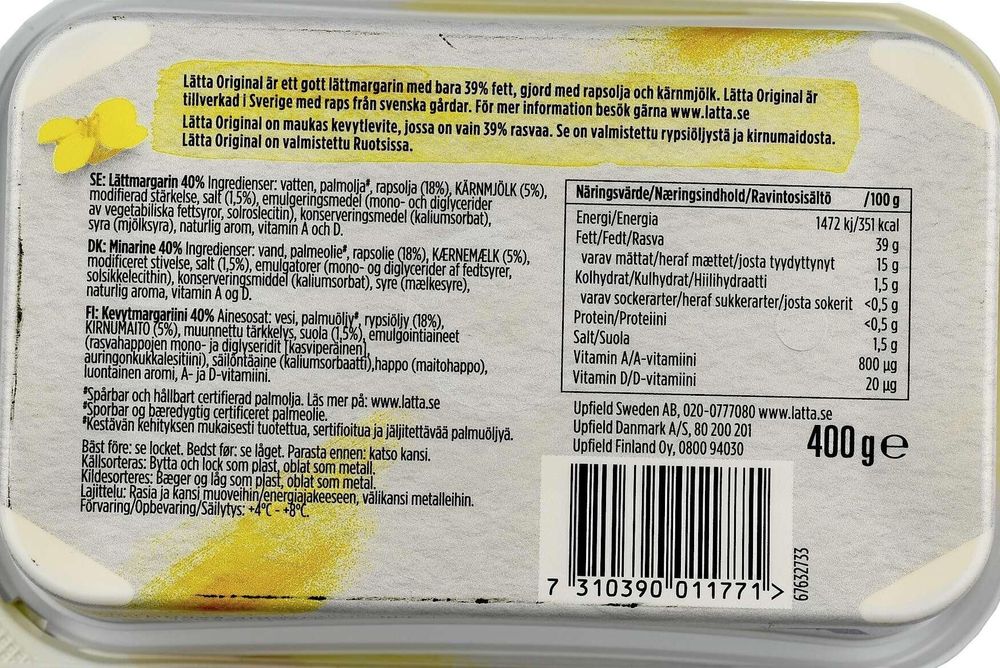 Lätta Original är ett gott lättmargarin med bara 39% fett, gjord med rapsolja och kärnmjölk. Lätta Original är
tillverkad i Sverige med raps från svenska gårdar. För mer information besök gärna www.latta.se
Lätta Original on maukas kevytlevite, jossa on vain 39% rasvaa. Se on valmistettu rypsiöljystä ja kirnumaidosta.
Lätta Original on valmistettu Ruotsissa.
SE: Lättmargarin 40% Ingredienser: vatten, palmolja#, rapsolja (18%), KÄRNMJÖLK (5%),
modifierad stärkelse, salt (1,5%), emulgeringsmedel (mono- och diglycerider
av vegetabiliska fettsyror, solroslecitin), konserveringsmedel (kaliumsorbat),
syra (mjölksyra), naturlig arom, vitamin A och D.
DK: Minarine 40% Ingredienser: vand, palmeolie#, rapsolie (18%), KÆRNEMÆLK (5%),
modificeret stivelse, salt (1,5%), emulgatorer (mono- og diglycerider af fedtsyrer,
solsikkelecithin), konserveringsmiddel (kaliumsorbat), syre (mælkesyre),
naturlig aroma, vitamin A og D.
FI: Kevytmargariini 40% Ainesosat: vesi, palmuöljy#, rypsiöljy (18%),
KIRNUMAITO (5%), muunnettu tärkkelys, suola (1,5%), emulgointiaineet
(rasvahappojen mono- ja diglyseridit [kasviperäinen],
auringonkukkalesitiini), säilöntäaine (kaliumsorbaatti),happo (maitohappo),
luontainen aromi, A- ja D-vitamiini.
#Spårbar och hållbart certifierad palmolja. Läs mer på: www.latta.se
#Sporbar og bæredygtig certificeret palmeolie.
#Kestävän kehityksen mukaisesti tuotettua, sertifioitua ja jäljitettävää palmuöljyä.
Bäst före: se locket. Bedst før: se låget. Parasta ennen: katso kansi.
Källsorteras: Bytta och lock som plast, oblat som metall.
Kildesorteres: Bæger og låg som plast, oblat som metal.
Lajittelu: Rasia ja kansi muoveihin/energiajakeeseen, välikansi metalleihin.
Förvaring/Opbevaring/Säilytys: +4°C - +8°C.
Näringsvärde/Næringsindhold/Ravintosisältö /100 g
Energi/Energia 1472 kj/351 kcal
Fett/Fedt/Rasva 39 g
varav mättat/heraf mættet/josta tyydyttynyt 15 g
Kolhydrat/Kulhydrat/Hiilihydraatti 1,5 g
varav sockerarter/heraf sukkerarter/josta sokerit <0,5 g
Protein/Proteiini <0,5 g
Salt/Suola 1,5 g
Vitamin A/A-vitamiini 800 µg
Vitamin D/D-vitamiini 20 µg
Upfield Sweden AB, 020-0777080 www.latta.se
Upfield Danmark A/S, 80 200 201
Upfield Finland Oy, 0800 94030
400 g e
7 310390 011771 >
67632733